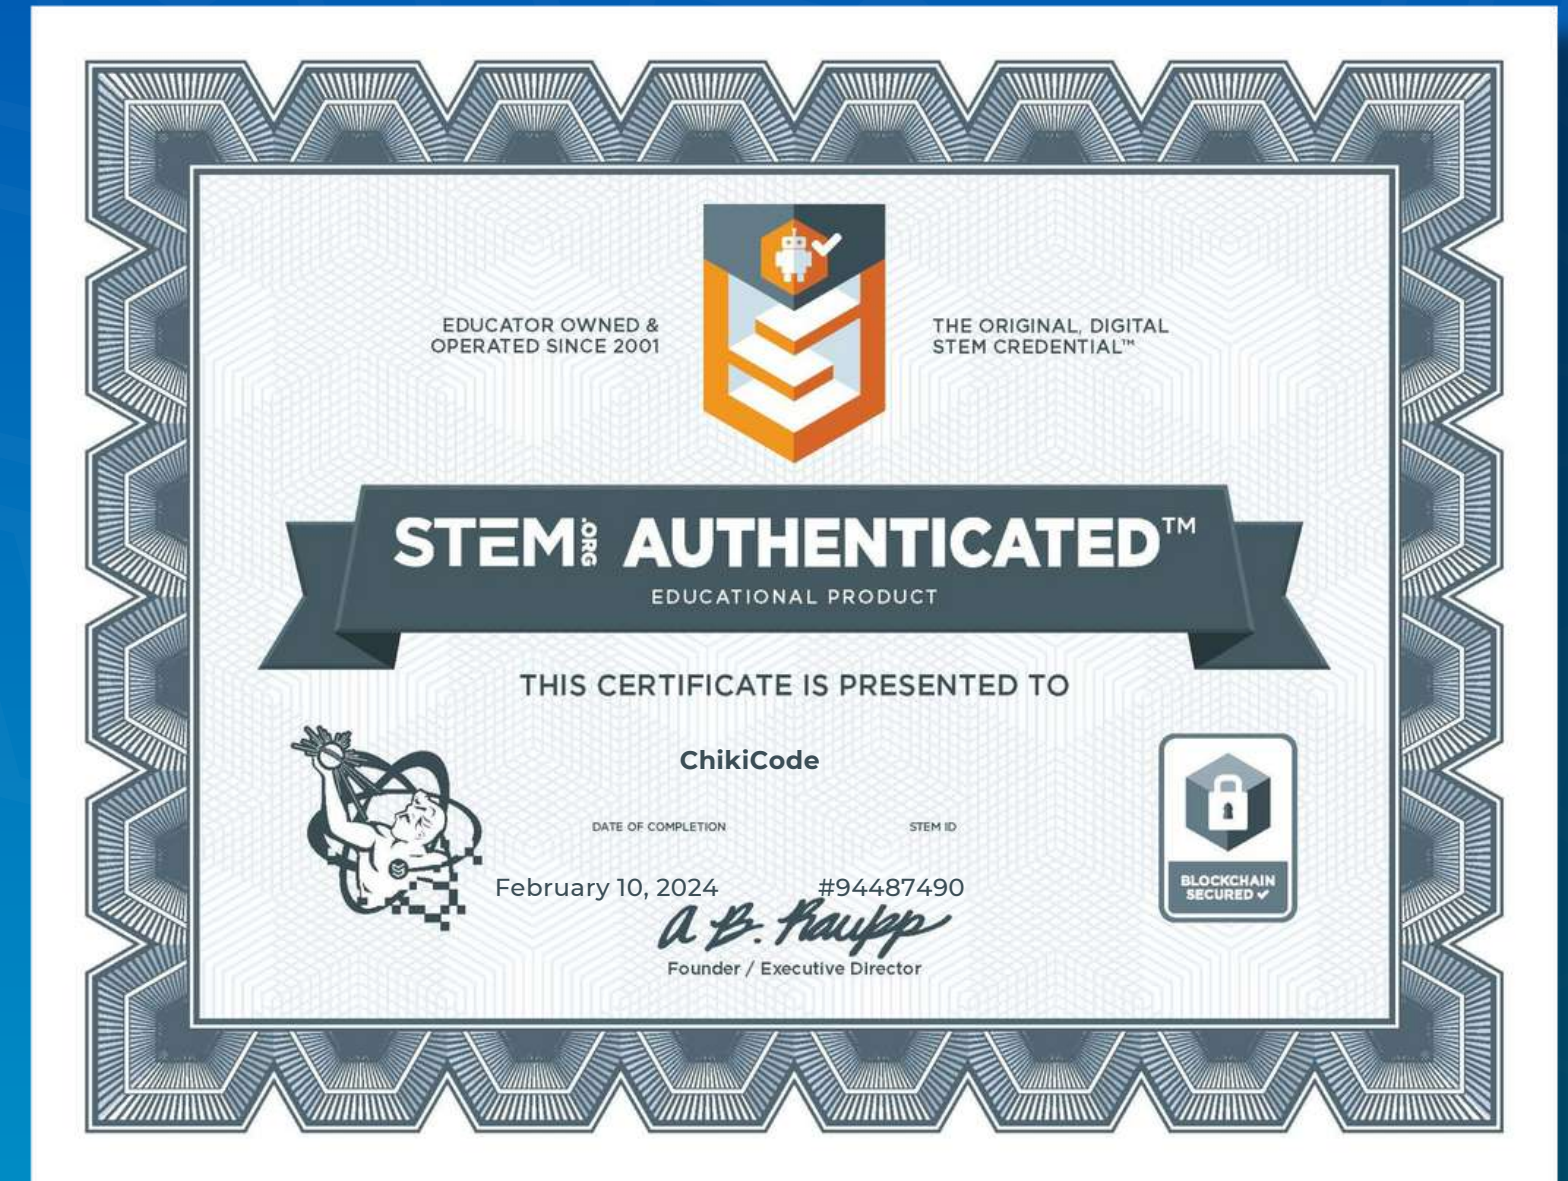 EDUCATOR OWNED &
OPERATED SINCE 2001
THE ORIGINAL, DIGITAL
STEM CREDENTIAL™
STEM.ORG AUTHENTICATED™
EDUCATIONAL PRODUCT
THIS CERTIFICATE IS PRESENTED TO
ChikiCode
DATE OF COMPLETION
STEM ID
February 10, 2024
#94487490
A. B. Raupp
Founder / Executive Director
BLOCKCHAIN
SECURED ✓